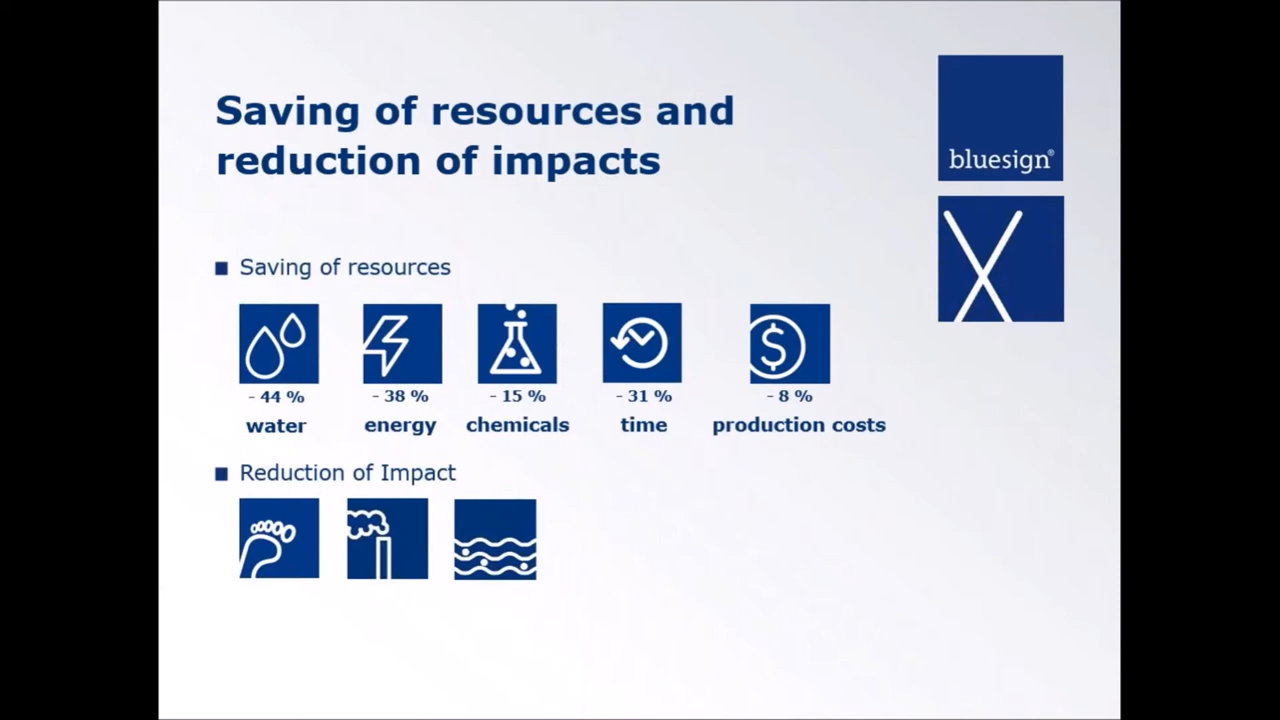 Saving of resources and
reduction of impacts
bluesign®
■ Saving of resources
$
- 44 % - 38 % - 15 % - 31 % - 8 %
water energy chemicals time production costs
■ Reduction of Impact